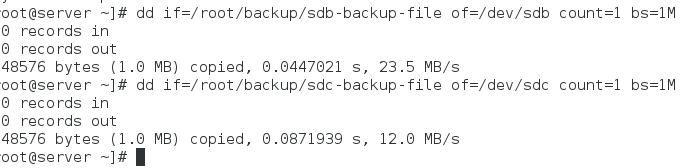 root@server ~]# dd if=/root/backup/sdb-backup-file of=/dev/sdb count=1 bs=1M
0 records in
0 records out
48576 bytes (1.0 MB) copied, 0.0447021 s, 23.5 MB/s
root@server ~]# dd if=/root/backup/sdc-backup-file of=/dev/sdc count=1 bs=1M
0 records in
0 records out
48576 bytes (1.0 MB) copied, 0.0871939 s, 12.0 MB/s
root@server ~]#